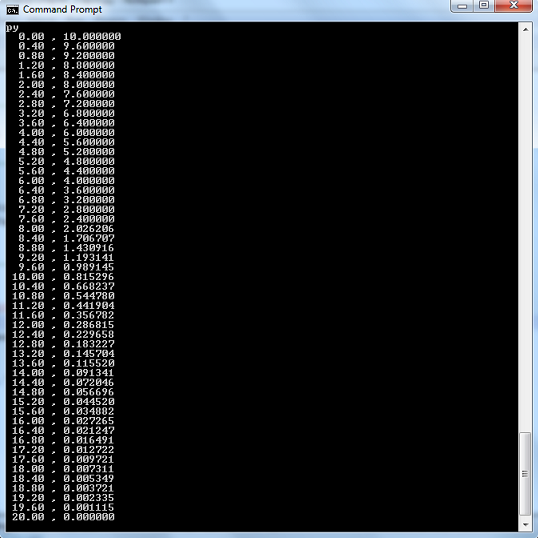 Command Prompt
py
0.00 , 10.000000
0.40 , 9.600000
0.80 , 9.200000
1.20 , 8.800000
1.60 , 8.400000
2.00 , 8.000000
2.40 , 7.600000
2.80 , 7.200000
3.20 , 6.800000
3.60 , 6.400000
4.00 , 6.000000
4.40 , 5.600000
4.80 , 5.200000
5.20 , 4.800000
5.60 , 4.400000
6.00 , 4.000000
6.40 , 3.600000
6.80 , 3.200000
7.20 , 2.800000
7.60 , 2.400000
8.00 , 2.026206
8.40 , 1.706707
8.80 , 1.430916
9.20 , 1.193141
9.60 , 0.989145
10.00 , 0.815296
10.40 , 0.668237
10.80 , 0.544780
11.20 , 0.441904
11.60 , 0.356782
12.00 , 0.286815
12.40 , 0.229658
12.80 , 0.183227
13.20 , 0.145704
13.60 , 0.115520
14.00 , 0.091341
14.40 , 0.072046
14.80 , 0.056696
15.20 , 0.044520
15.60 , 0.034882
16.00 , 0.027265
16.40 , 0.021247
16.80 , 0.016491
17.20 , 0.012722
17.60 , 0.009721
18.00 , 0.007311
18.40 , 0.005349
18.80 , 0.003721
19.20 , 0.002335
19.60 , 0.001115
20.00 , 0.000000